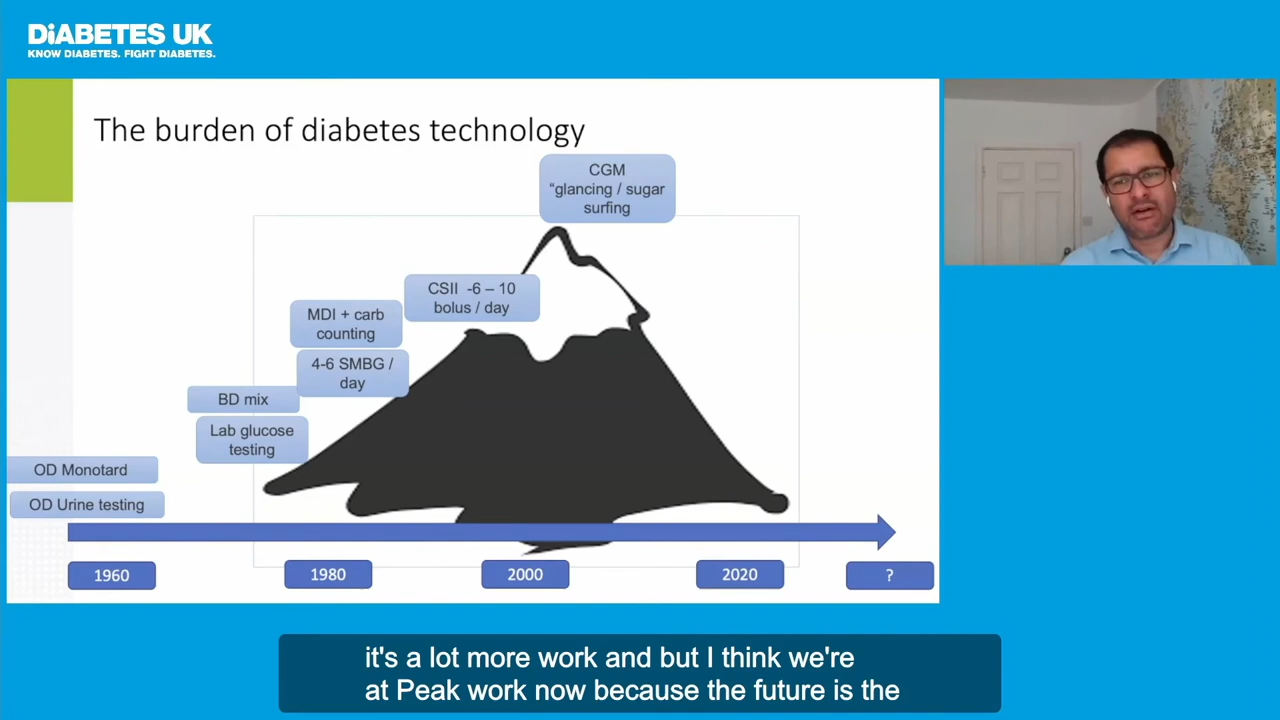 DiABETES UK
KNOW DIABETES. FIGHT DIABETES.
The burden of diabetes technology
CGM
“glancing / sugar
surfing
CSII -6 – 10
bolus / day
MDI + carb
counting
4-6 SMBG /
day
BD mix
Lab glucose
testing
OD Monotard
OD Urine testing
1960
1980
2000
2020
?
it's a lot more work and but I think we're
at Peak work now because the future is the